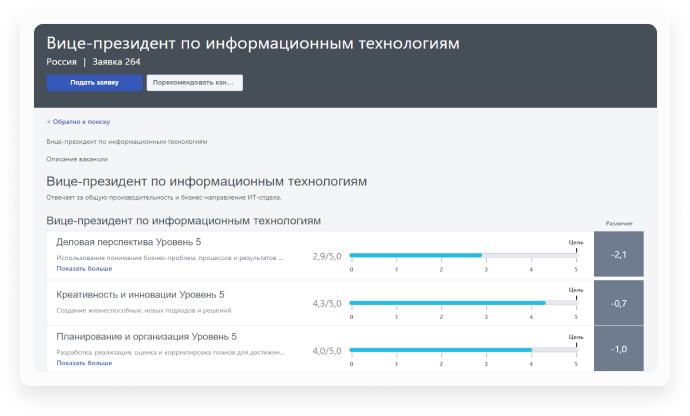 Вице-президент по информационным технологиям
Россия | Заявка 264
Подать заявку Порекомендовать кан...
< Обратно к поиску
Вице-президент по информационным технологиям
Описание вакансии
Вице-президент по информационным технологиям
Отвечает за общую производительность и бизнес-направление ИТ-отдела.
Вице-президент по информационным технологиям
Различие
Деловая перспектива Уровень 5
Использование понимания бизнес-проблем, процессов и результатов ...
Показать больше
2,9/5,0
Цель
0 1 2 3 4 5
-2,1
Креативность и инновации Уровень 5
Создание жизнеспособных, новых подходов и решений.
4,3/5,0
Цель
0 1 2 3 4 5
-0,7
Планирование и организация Уровень 5
Разработка, реализация, оценка и корректировка планов для достижен...
Показать больше
4,0/5,0
Цель
0 1 2 3 4 5
-1,0